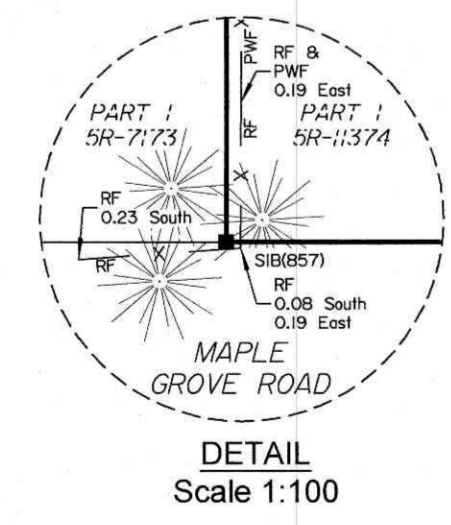 RF &
PWF
0.19 East
PWF
RF
PART 1
5R-7173
PART 1
5R-11374
RF
0.23 South
RF
SIB(857)
RF
0.08 South
0.19 East
MAPLE
GROVE ROAD
DETAIL
Scale 1:100